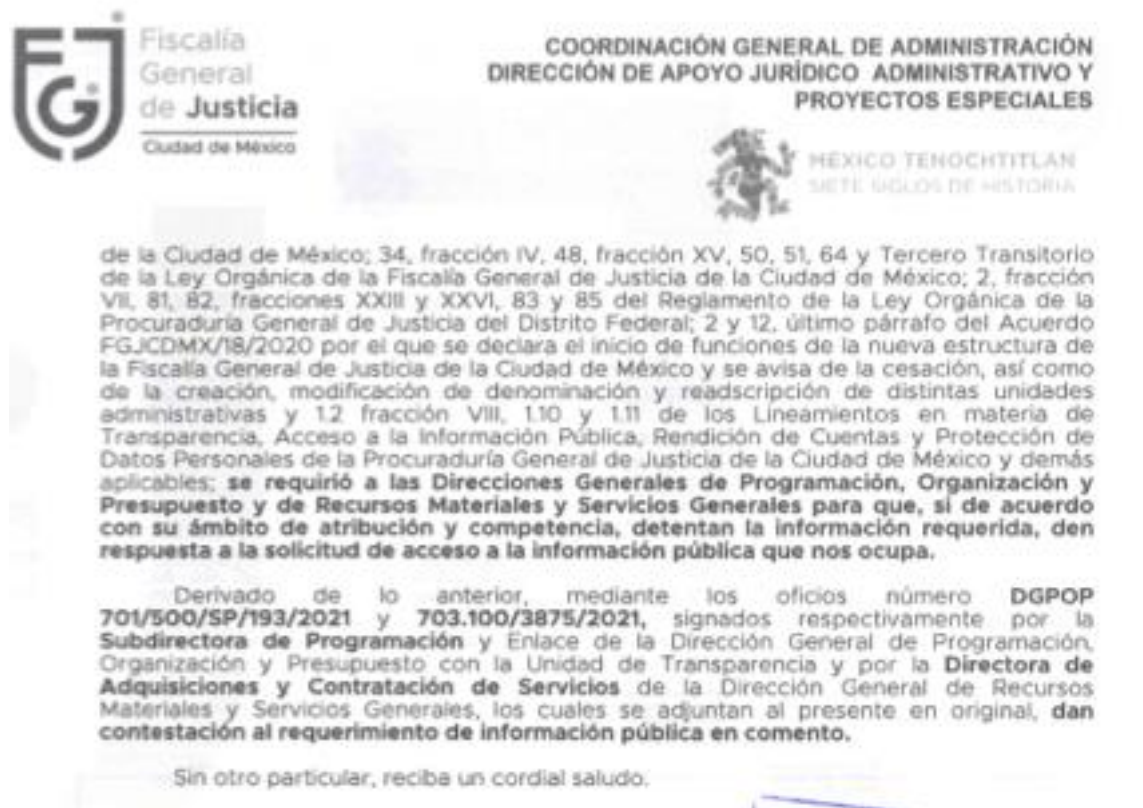 Fiscalía
General
de Justicia
Ciudad de México
COORDINACIÓN GENERAL DE ADMINISTRACIÓN
DIRECCIÓN DE APOYO JURÍDICO ADMINISTRATIVO Y
PROYECTOS ESPECIALES
MÉXICO TENOCHTITLAN
SIETE SIGLOS DE HISTORIA
de la Ciudad de México; 34, fracción IV, 48, fracción XV, 50, 51, 64 y Tercero Transitorio
de la Ley Orgánica de la Fiscalía General de Justicia de la Ciudad de México; 2, fracción
VII, 81, 82, fracciones XXIII y XXVI, 83 y 85 del Reglamento de la Ley Orgánica de la
Procuraduría General de Justicia del Distrito Federal; 2 y 12, último párrafo del Acuerdo
FGJCDMX/18/2020 por el que se declara el inicio de funciones de la nueva estructura de
la Fiscalía General de Justicia de la Ciudad de México y se avisa de la cesación, así como
de la creación, modificación de denominación y readscripción de distintas unidades
administrativas y 1.2 fracción VIII, 1.10 y 1.11 de los Lineamientos en materia de
Transparencia, Acceso a la Información Pública, Rendición de Cuentas y Protección de
Datos Personales de la Procuraduría General de Justicia de la Ciudad de México y demás
aplicables; se requirió a las Direcciones Generales de Programación, Organización y
Presupuesto y de Recursos Materiales y Servicios Generales para que, si de acuerdo
con su ámbito de atribución y competencia, detentan la información requerida, den
respuesta a la solicitud de acceso a la información pública que nos ocupa.
Derivado de lo anterior, mediante los oficios número DGPOP
701/500/SP/193/2021 y 703.100/3875/2021, signados respectivamente por la
Subdirectora de Programación y Enlace de la Dirección General de Programación,
Organización y Presupuesto con la Unidad de Transparencia y por la Directora de
Adquisiciones y Contratación de Servicios de la Dirección General de Recursos
Materiales y Servicios Generales, los cuales se adjuntan al presente en original, dan
contestación al requerimiento de información pública en comento.
Sin otro particular, reciba un cordial saludo.